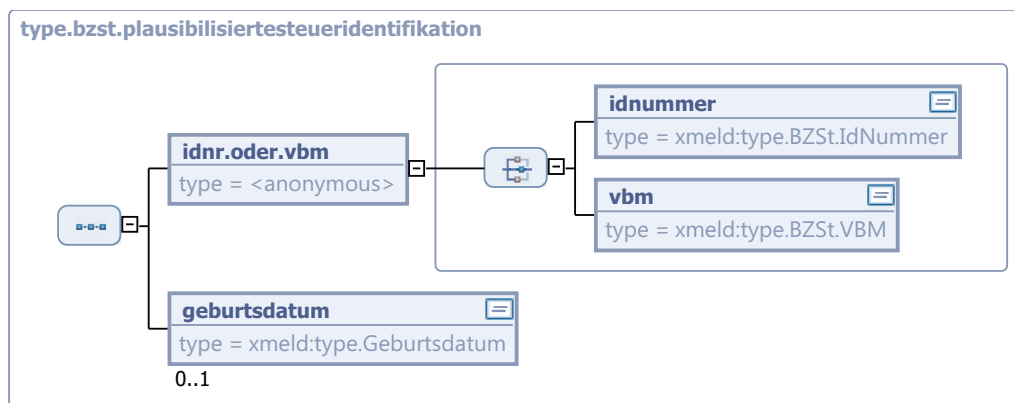 type.bzst.plausibilisiertesteueridentifikation
idnr.oder.vbm
type = <anonymous>
idnummer
type = xmeld:type.BZSt.IdNummer
vbm
type = xmeld:type.BZSt.VBM
geburtsdatum
type = xmeld:type.Geburtsdatum
0..1